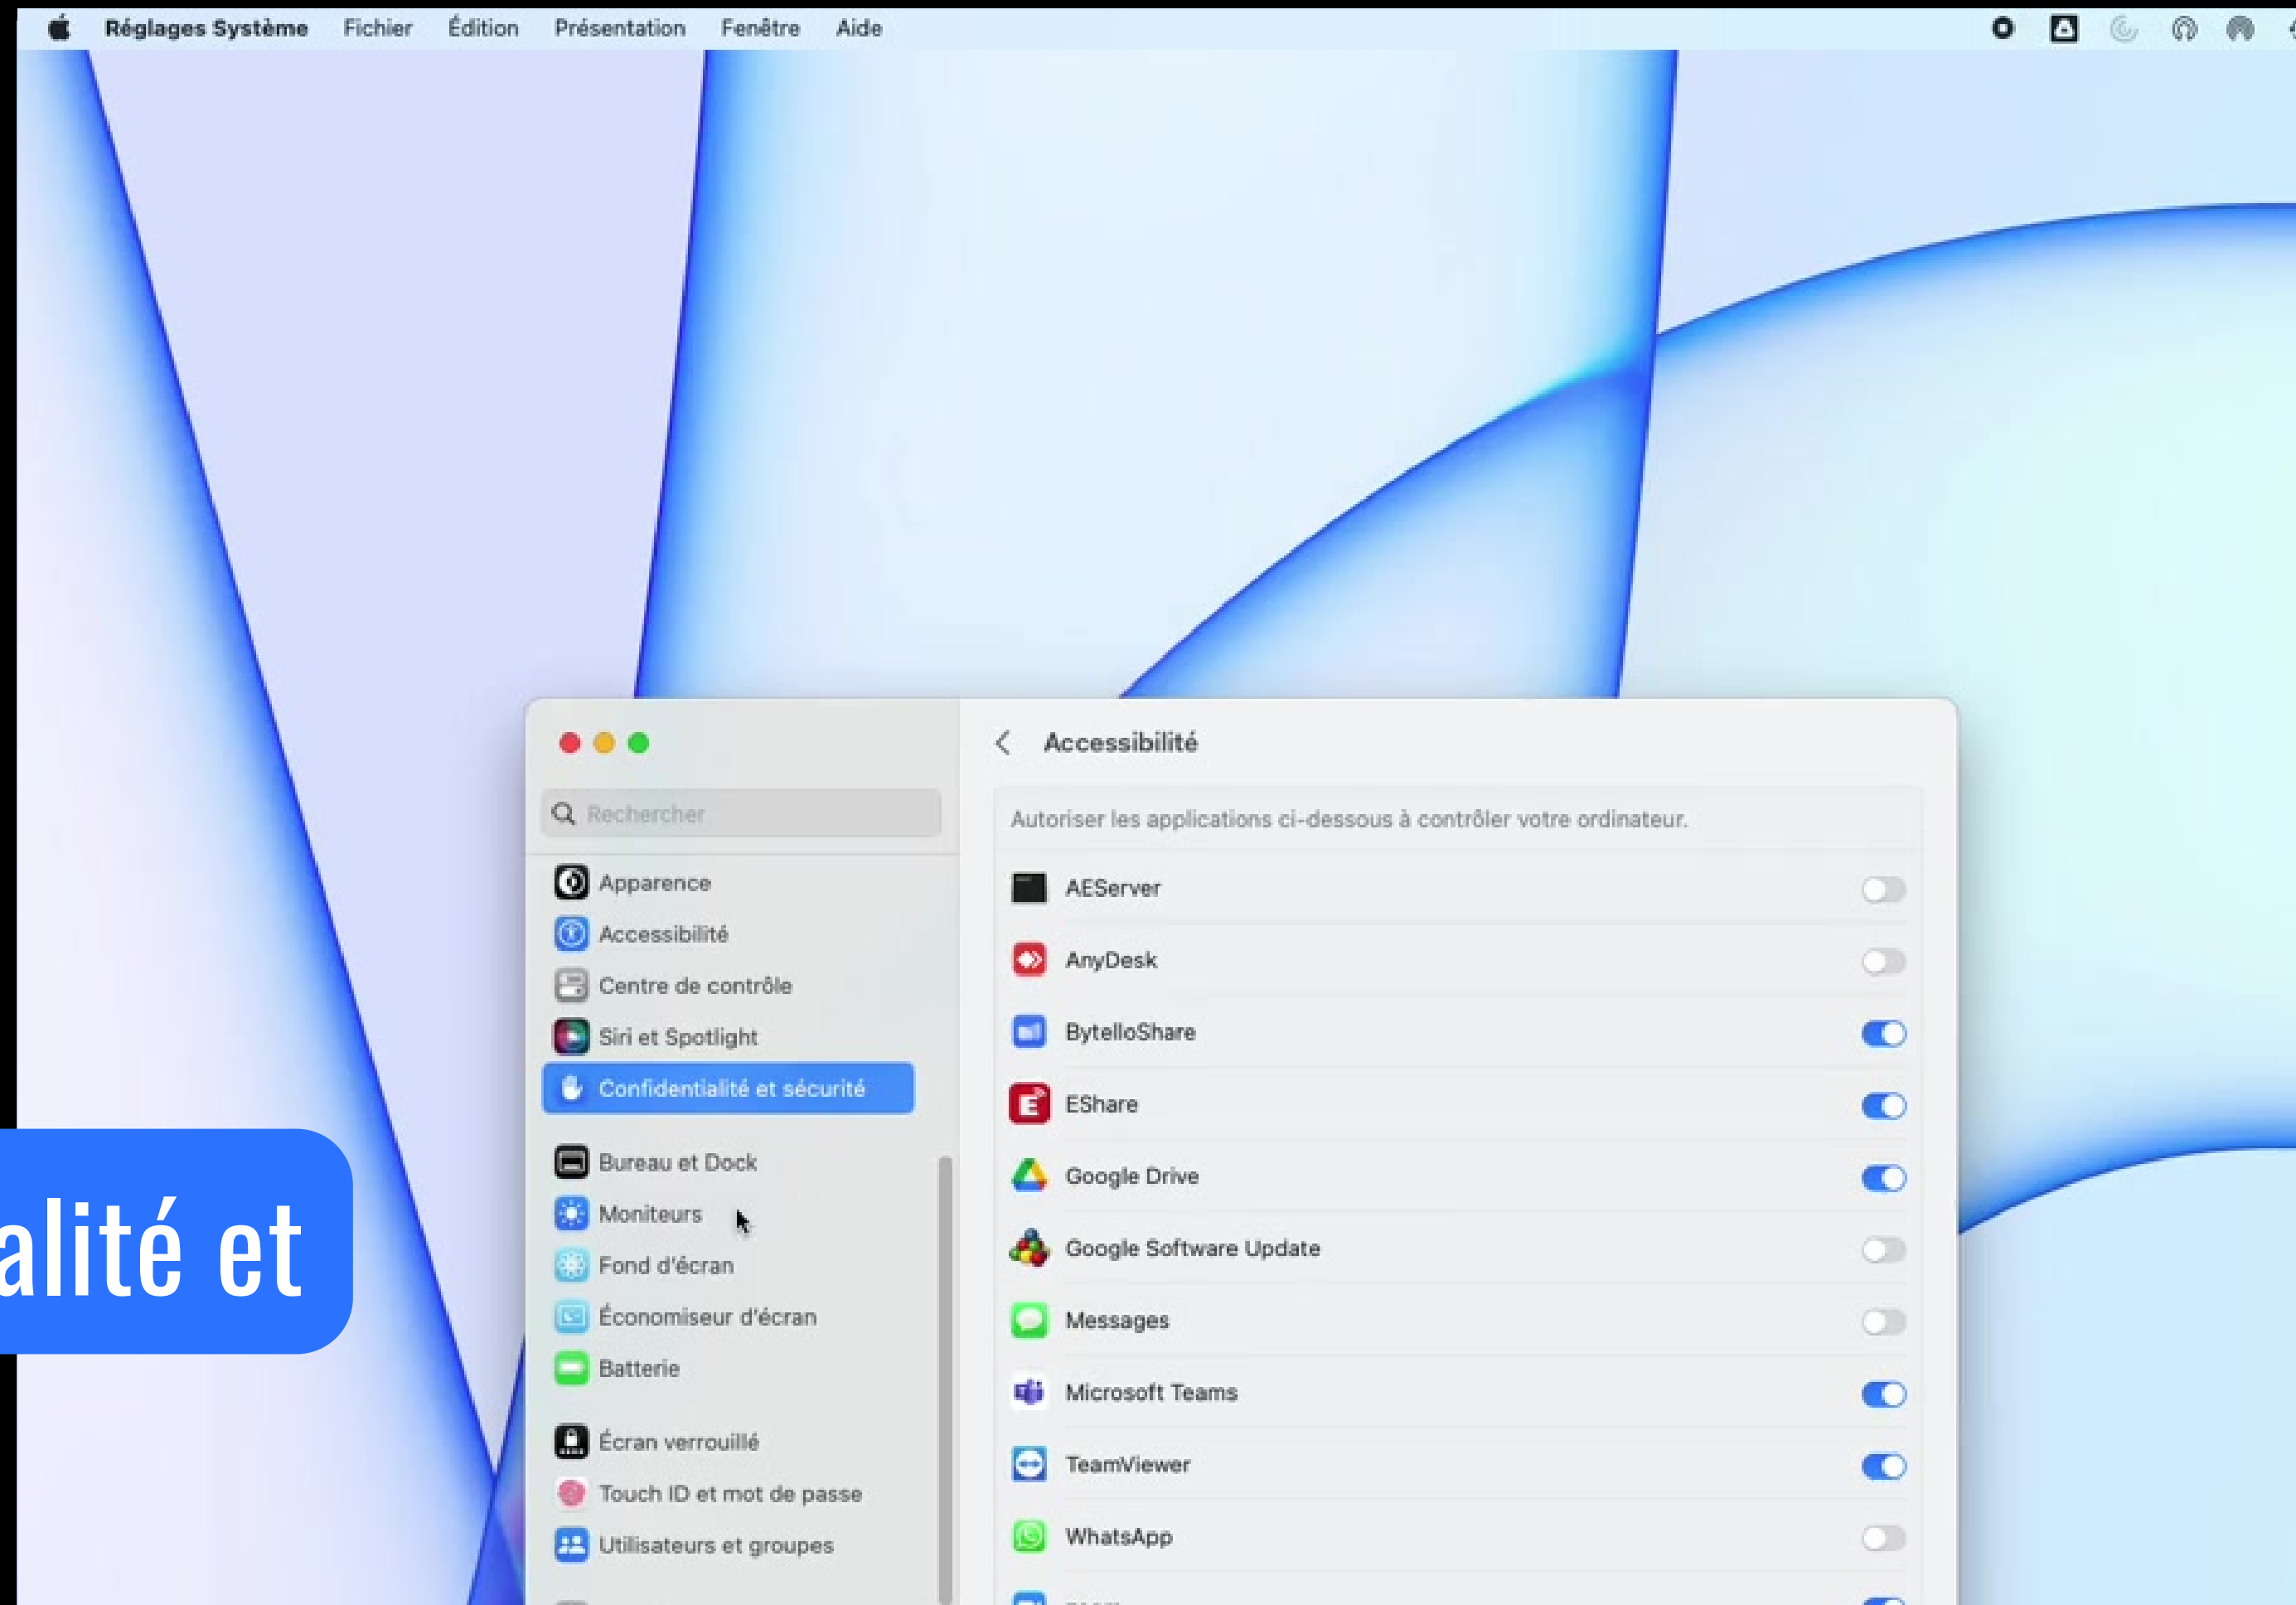 Réglages Système Fichier Édition Présentation Fenêtre Aide
Accessibilité
Rechercher
Autoriser les applications ci-dessous à contrôler votre ordinateur.
Apparence
Accessibilité
Centre de contrôle
Siri et Spotlight
Confidentialité et sécurité
Bureau et Dock
Moniteurs
Fond d'écran
Économiseur d'écran
Batterie
Écran verrouillé
Touch ID et mot de passe
Utilisateurs et groupes
AEServer
AnyDesk
BytelloShare
EShare
Google Drive
Google Software Update
Messages
Microsoft Teams
TeamViewer
WhatsApp
alité et